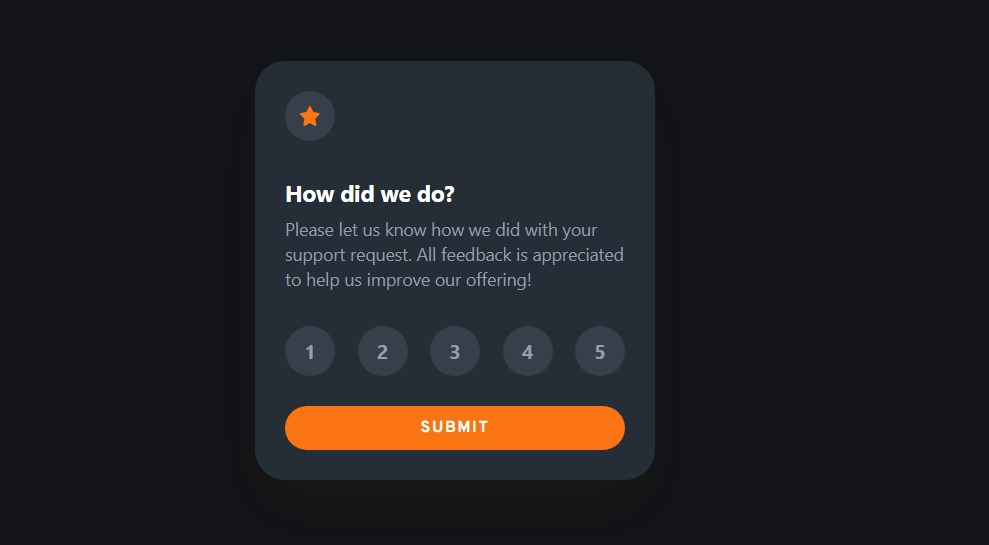 How did we do?
Please let us know how we did with your
support request. All feedback is appreciated
to help us improve our offering!
1 2 3 4 5
SUBMIT